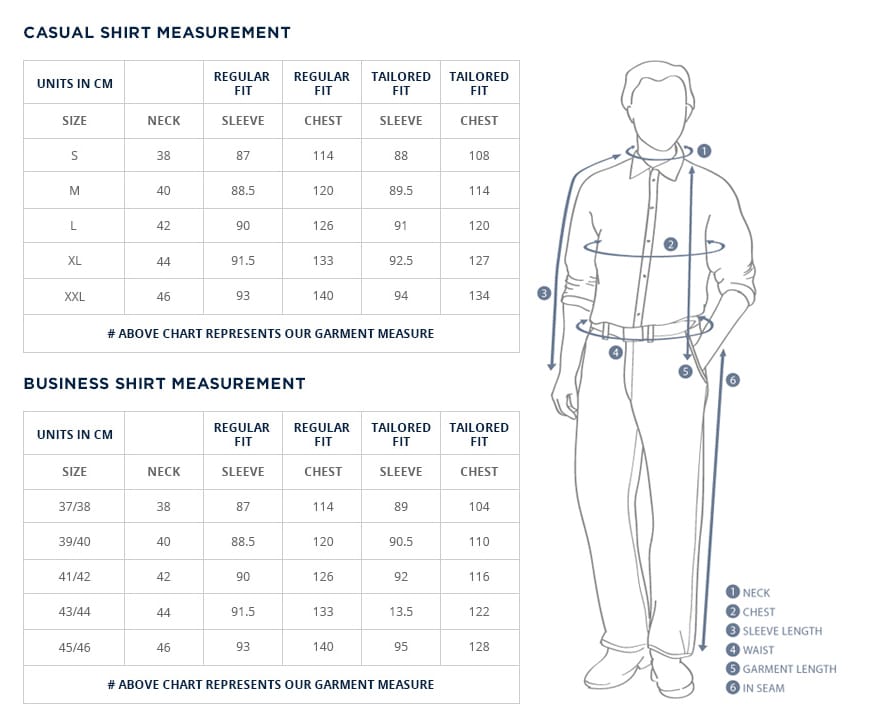 CASUAL SHIRT MEASUREMENT
UNITS IN CM REGULAR FIT REGULAR FIT TAILORED FIT TAILORED FIT
SIZE NECK SLEEVE CHEST SLEEVE CHEST
S 38 87 114 88 108
M 40 88.5 120 89.5 114
L 42 90 126 91 120
XL 44 91.5 133 92.5 127
XXL 46 93 140 94 134
# ABOVE CHART REPRESENTS OUR GARMENT MEASURE
BUSINESS SHIRT MEASUREMENT
UNITS IN CM REGULAR FIT REGULAR FIT TAILORED FIT TAILORED FIT
SIZE NECK SLEEVE CHEST SLEEVE CHEST
37/38 38 87 114 89 104
39/40 40 88.5 120 90.5 110
41/42 42 90 126 92 116
43/44 44 91.5 133 13.5 122
45/46 46 93 140 95 128
# ABOVE CHART REPRESENTS OUR GARMENT MEASURE
1
2
3
4
5
6
1 NECK
2 CHEST
3 SLEEVE LENGTH
4 WAIST
5 GARMENT LENGTH
6 IN SEAM